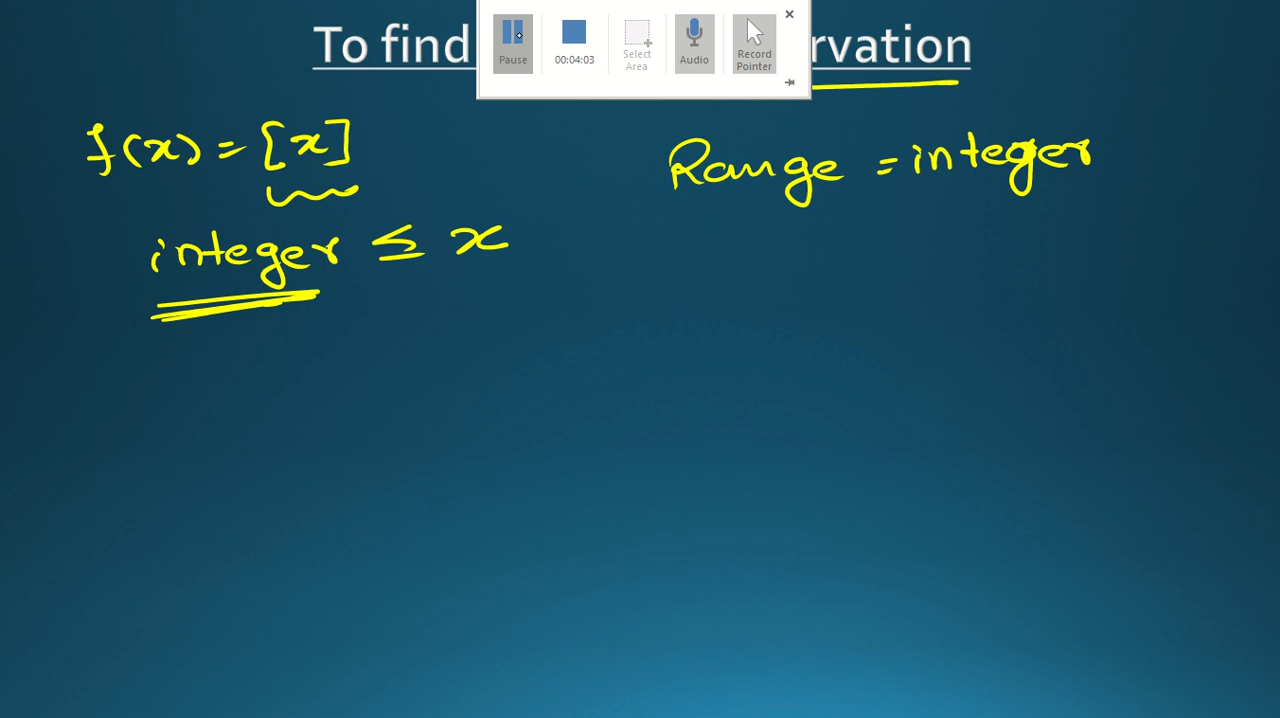 To find rvation
Pause
00:04:03
Select Area
Audio
Record Pointer
f(x) = [x]
Range = integer
integer ≤ x